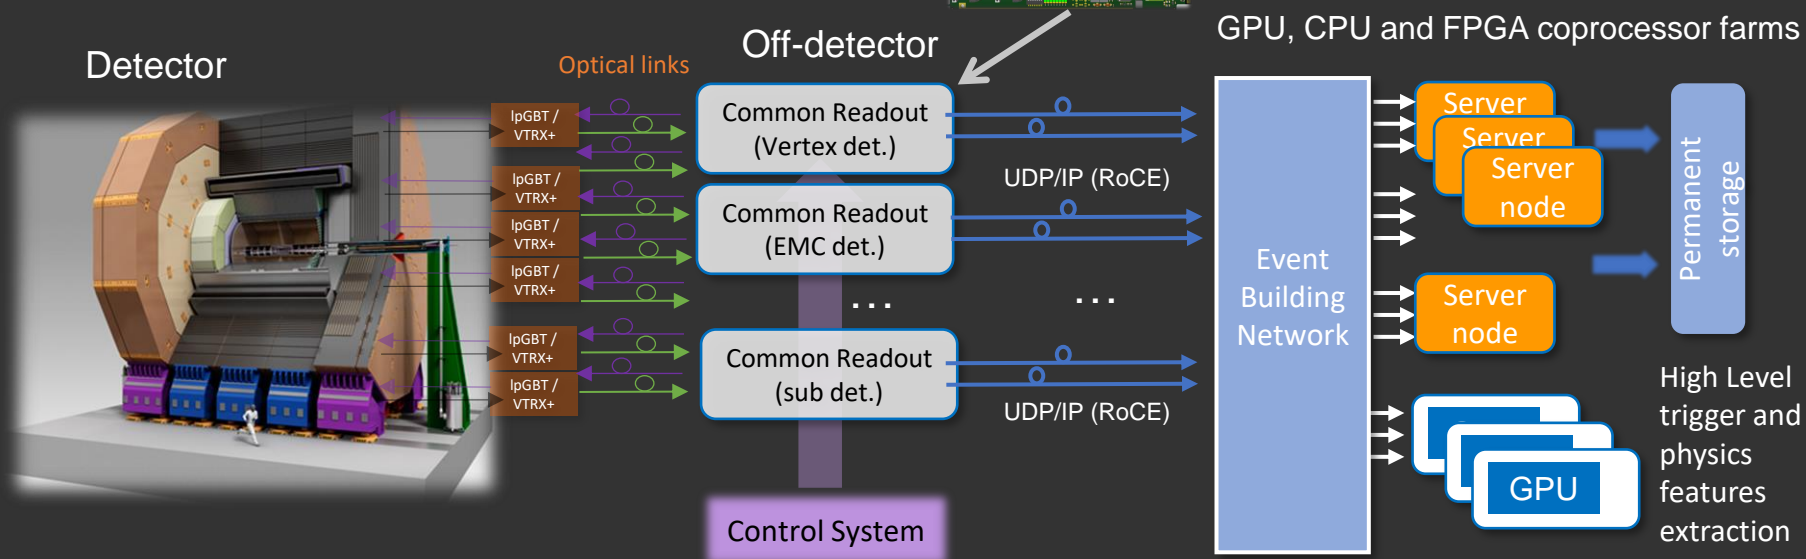 Detector
Optical links
Off-detector
GPU, CPU and FPGA coprocessor farms
lpGBT /
VTRX+
lpGBT /
VTRX+
lpGBT /
VTRX+
lpGBT /
VTRX+
lpGBT /
VTRX+
lpGBT /
VTRX+
Common Readout
(Vertex det.)
Common Readout
(EMC det.)
...
Common Readout
(sub det.)
Control System
UDP/IP (RoCE)
...
UDP/IP (RoCE)
Event
Building
Network
Server
Server
Server
node
Server
node
GPU
Permanent
storage
High Level
trigger and
physics
features
extraction